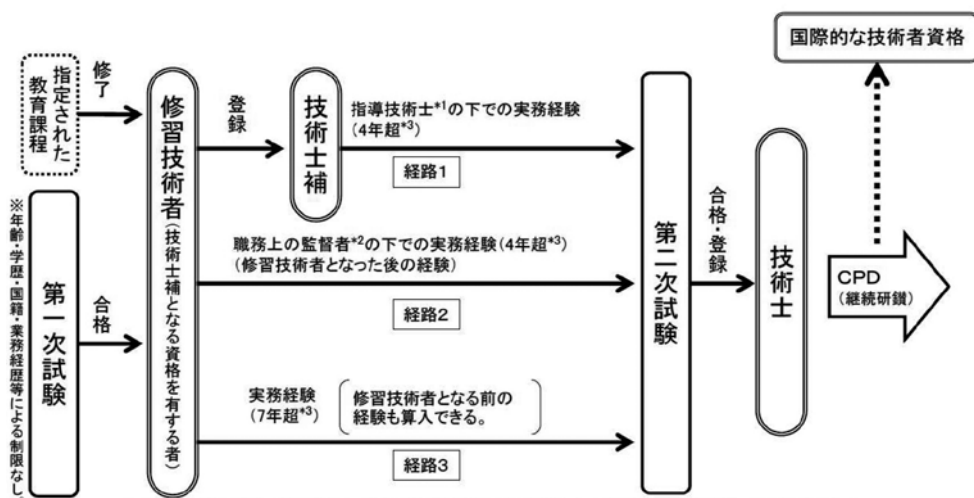 国際的な技術者資格
指定された
教育課程
修了
※年齢・学歴・国籍・業務経歴等による制限なし
第一次試験
合格
修習技術者
(技術士補となる資格を有する者)
登録
技術士補
指導技術士*1の下での実務経験
(4年超*3)
経路1
職務上の監督者*2の下での実務経験(4年超*3)
(修習技術者となった後の経験)
経路2
実務経験
(7年超*3)
修習技術者となる前の
経験も算入できる。
経路3
第二次試験
合格・登録
技術士
CPD
(継続研鑚)